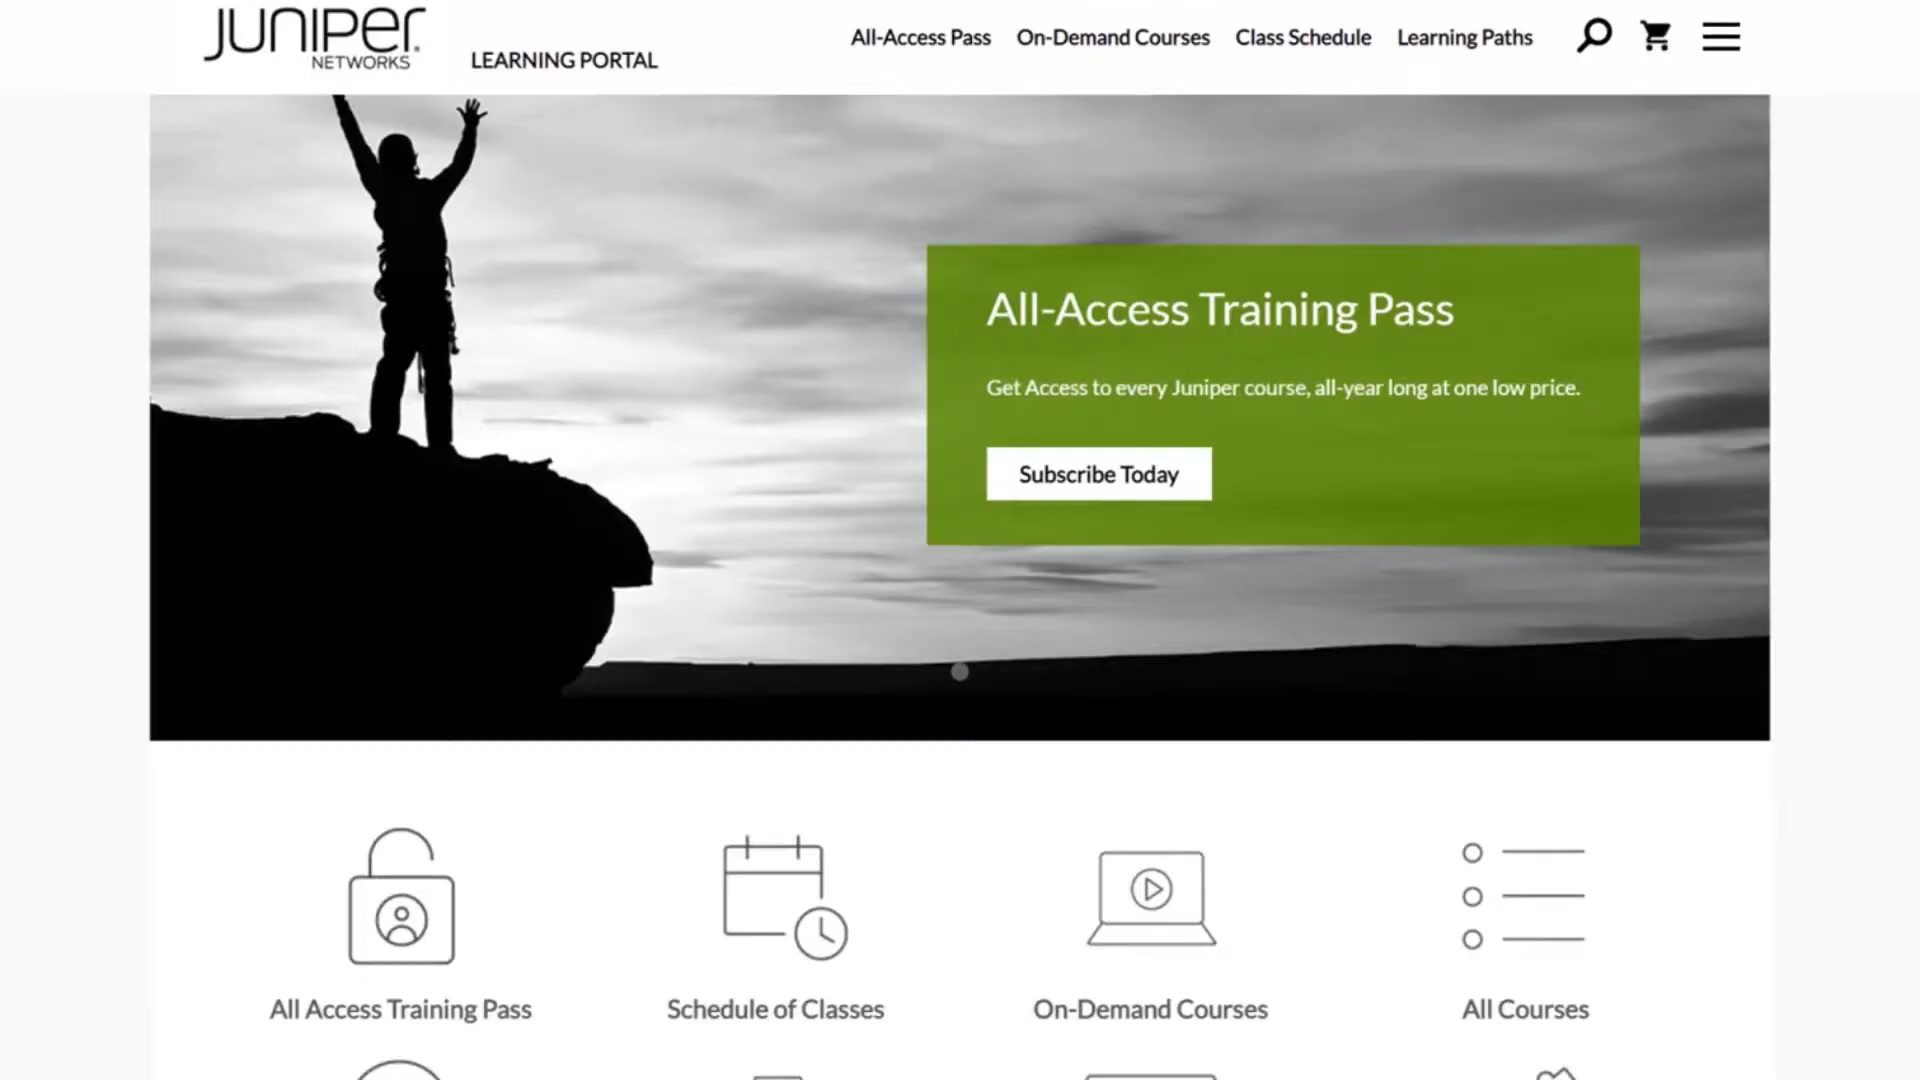 Juniper
NETWORKS
LEARNING PORTAL
All-Access Pass
On-Demand Courses
Class Schedule
Learning Paths
All-Access Training Pass
Get Access to every Juniper course, all-year long at one low price.
Subscribe Today
All Access Training Pass
Schedule of Classes
On-Demand Courses
All Courses